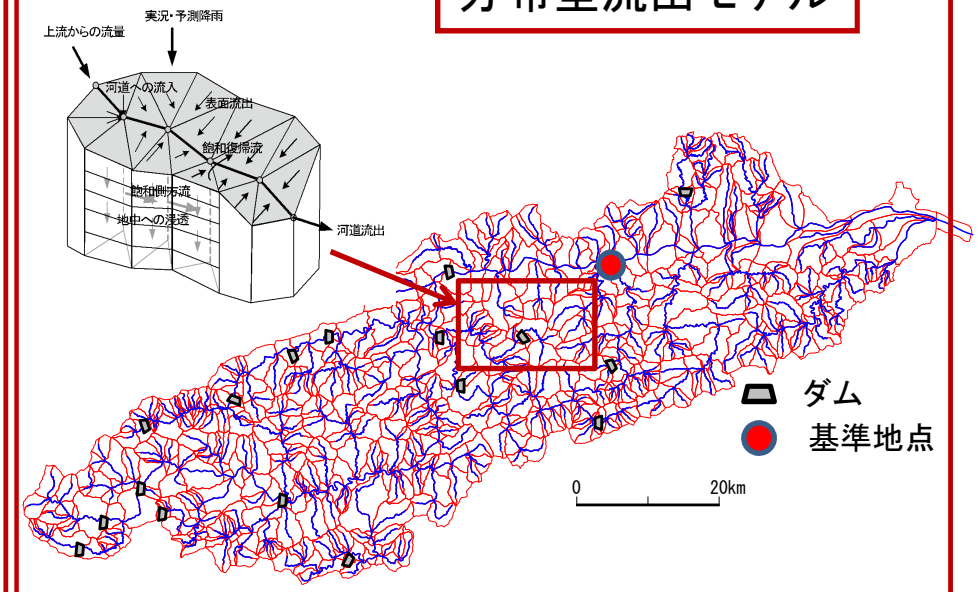 分布型流出モデル
実況・予測降雨
上流からの流量
河道への流入
表面流出
飽和復帰流
飽和側方流
地中への浸透
河道流出
ダム
基準地点
0 20km